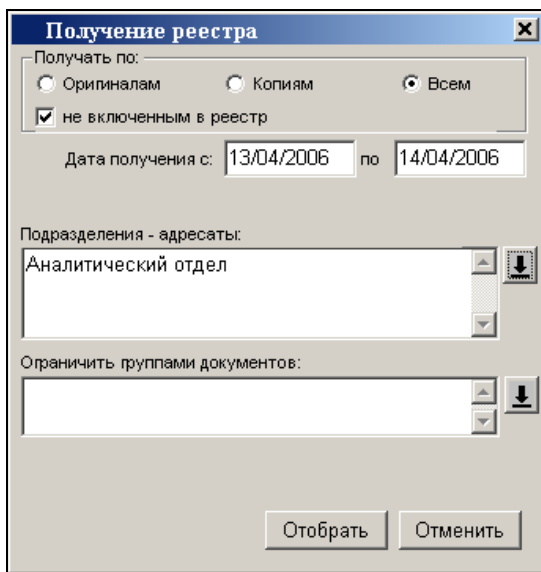 Получение реестра
Получать по:
Оригиналам Копиям Всем
не включенным в реестр
Дата получения с: 13/04/2006 по 14/04/2006
Подразделения - адресаты:
Аналитический отдел
Ограничить группами документов:
Отобрать Отменить